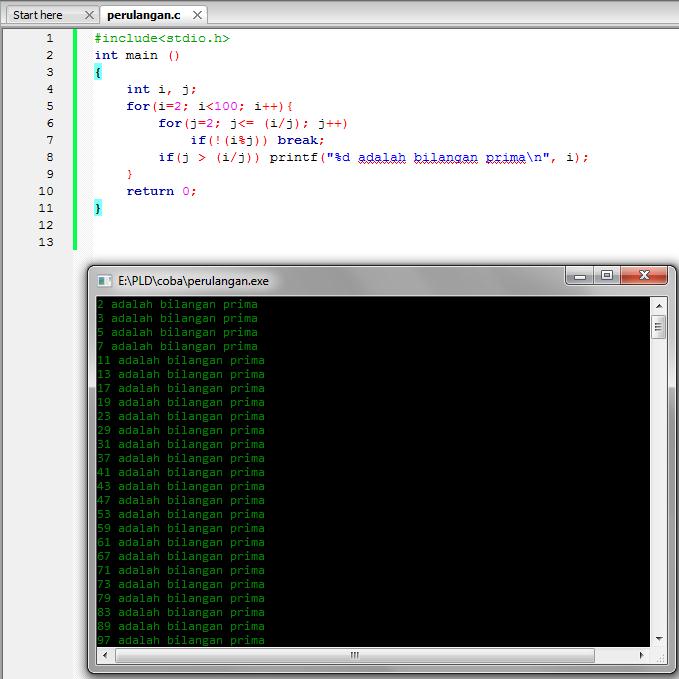 Start here
perulangan.c
1 #include<stdio.h>
2 int main ()
3 {
4 int i, j;
5 for(i=2; i<100; i++){
6 for(j=2; j<= (i/j); j++)
7 if(!(i%j)) break;
8 if(j > (i/j)) printf("%d adalah bilangan prima\n", i);
9 }
10 return 0;
11 }
12
13
E:\PLD\coba\perulangan.exe
2 adalah bilangan prima
3 adalah bilangan prima
5 adalah bilangan prima
7 adalah bilangan prima
11 adalah bilangan prima
13 adalah bilangan prima
17 adalah bilangan prima
19 adalah bilangan prima
23 adalah bilangan prima
29 adalah bilangan prima
31 adalah bilangan prima
37 adalah bilangan prima
41 adalah bilangan prima
43 adalah bilangan prima
47 adalah bilangan prima
53 adalah bilangan prima
59 adalah bilangan prima
61 adalah bilangan prima
67 adalah bilangan prima
71 adalah bilangan prima
73 adalah bilangan prima
79 adalah bilangan prima
83 adalah bilangan prima
89 adalah bilangan prima
97 adalah bilangan prima